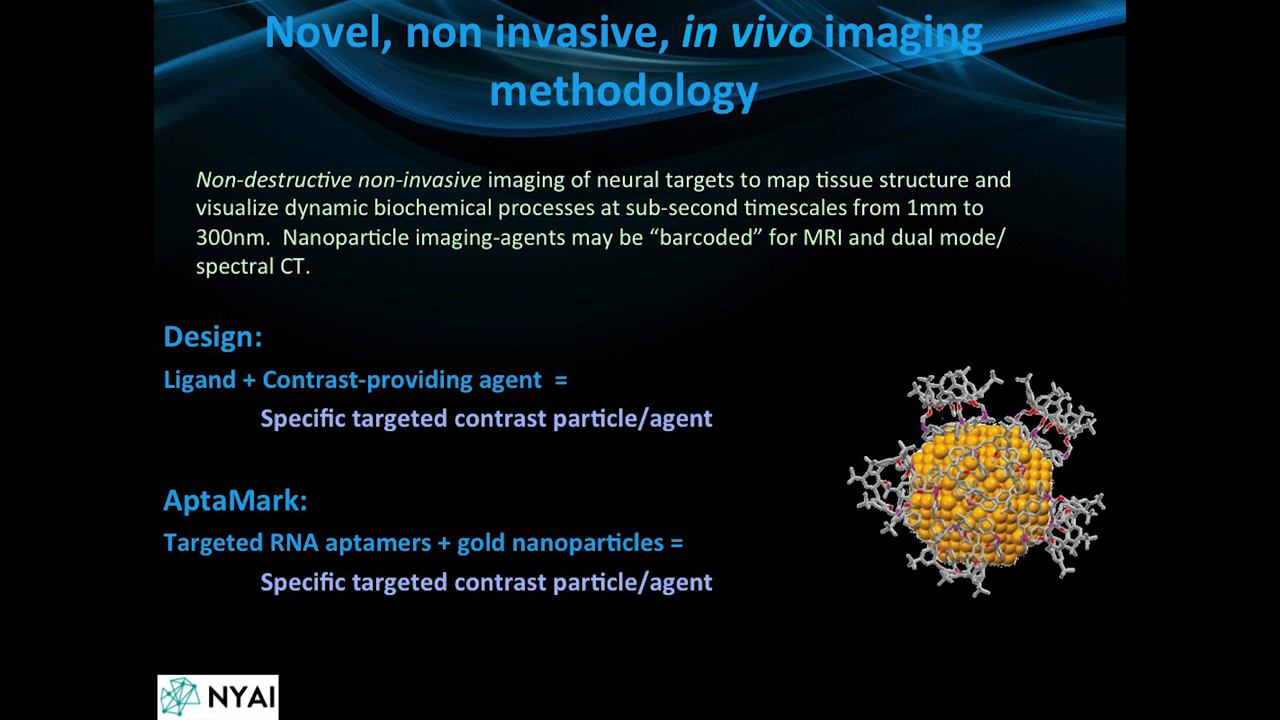 Novel, non invasive, in vivo imaging
methodology
Non-destructive non-invasive imaging of neural targets to map tissue structure and
visualize dynamic biochemical processes at sub-second timescales from 1mm to
300nm.  Nanoparticle imaging-agents may be “barcoded” for MRI and dual mode/
spectral CT.
Design:
Ligand + Contrast-providing agent  =
Specific targeted contrast particle/agent
AptaMark:
Targeted RNA aptamers + gold nanoparticles =
Specific targeted contrast particle/agent
NYAI